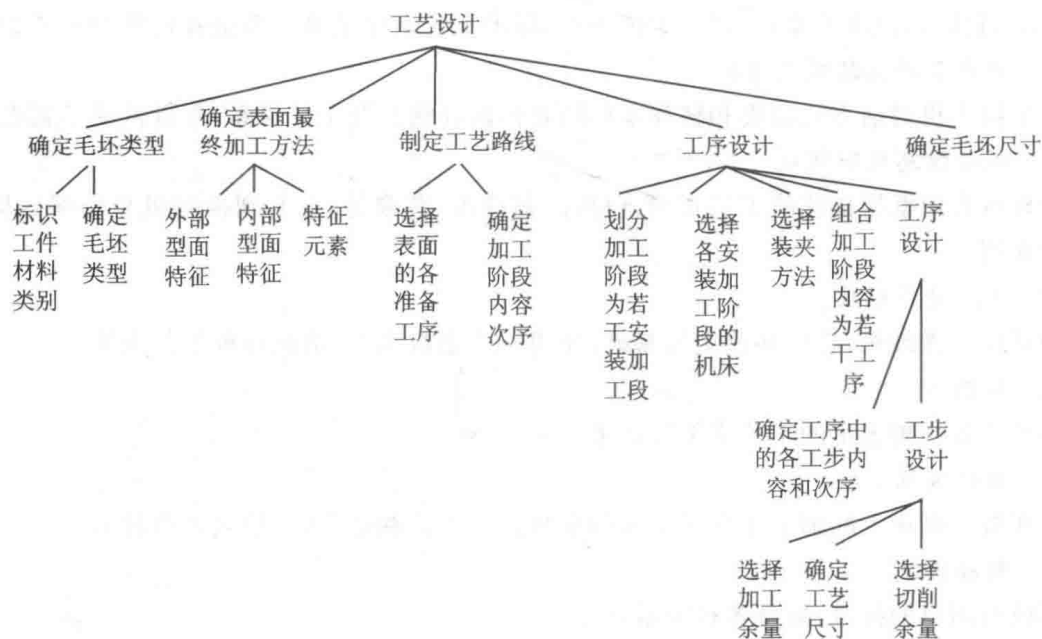 工艺设计
确定毛坯类型
确定表面最
终加工方法
制定工艺路线
工序设计
确定毛坯尺寸
标识
工件
材料
类别
确定
毛坯
类型
外部
型面
特征
内部
型面
特征
特征
元素
选择
表面
的各
准备
工序
确定
加工
阶段
内容
次序
划分
加工
阶段
为若
干安
装加
工段
选择
各安
装加
工阶
段的
机床
选择
装夹
方法
组合
加工
阶段
内容
为若
干工
序
工序
设计
确定工序中
的各工步内
容和次序
工步
设计
选择
加工
余量
确定
工艺
尺寸
选择
切削
余量